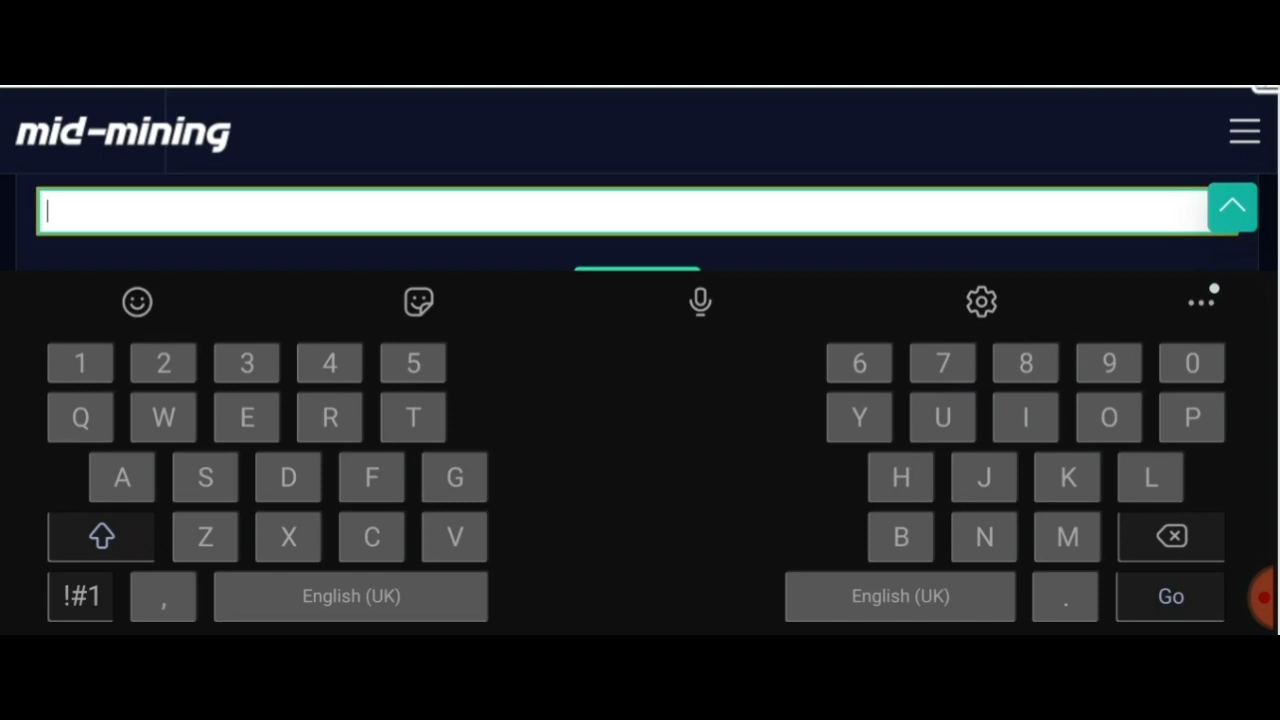 mid-mining
1 2 3 4 5 6 7 8 9 0
Q W E R T Y U I O P
A S D F G H J K L
Z X C V B N M
!#1 , English (UK) English (UK) . Go